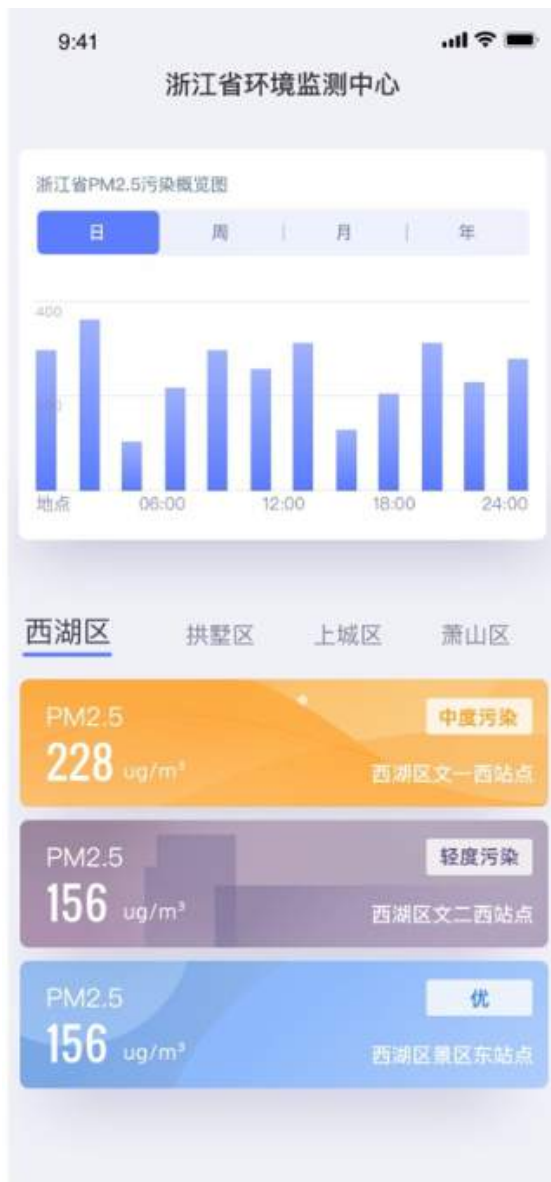 9:41
浙江省环境监测中心
浙江省PM2.5污染概览图
日 周 月 年
400
地点 06:00 12:00 18:00 24:00
西湖区 拱墅区 上城区 萧山区
PM2.5 中度污染
228 ug/m³ 西湖区文一西站点
PM2.5 轻度污染
156 ug/m³ 西湖区文二西站点
PM2.5 优
156 ug/m³ 西湖区景区东站点